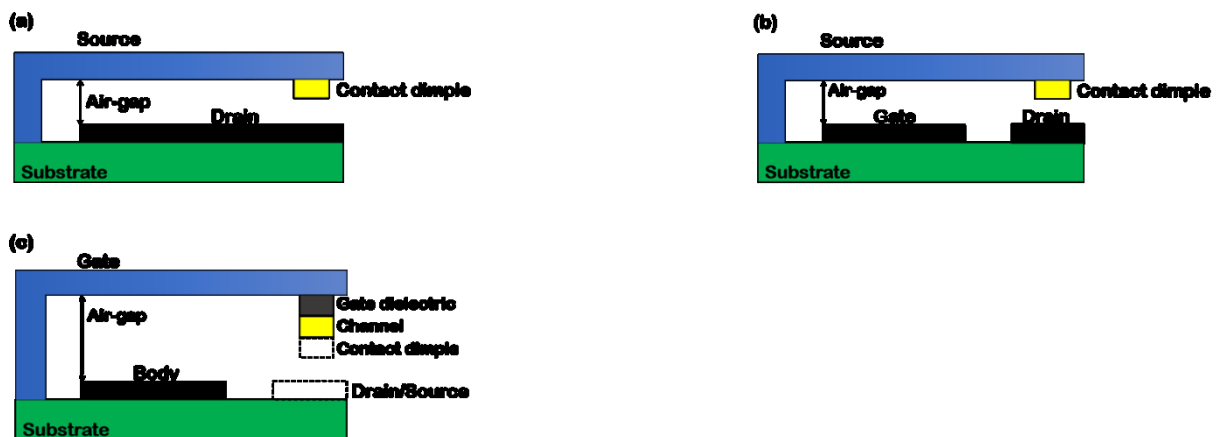 (a)
Source
Air-gap
Contact dimple
Drain
Substrate
(b)
Source
Air-gap
Contact dimple
Gate
Drain
Substrate
(c)
Gate
Air-gap
Gate dielectric
Channel
Contact dimple
Body
Drain/Source
Substrate